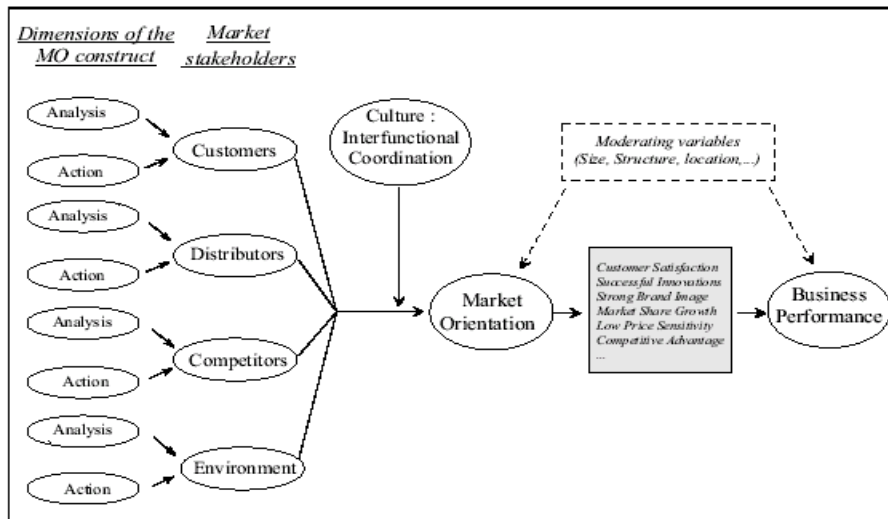 Dimensions of the
MO construct
Market
stakeholders
Analysis
Action
Customers
Analysis
Action
Distributors
Analysis
Action
Competitors
Analysis
Action
Environment
Culture :
Interfunctional
Coordination
Market
Orientation
Moderating variables
(Size, Structure, location,...)
Customer Satisfaction
Successful Innovations
Strong Brand Image
Market Share Growth
Low Price Sensitivity
Competitive Advantage
...
Business
Performance